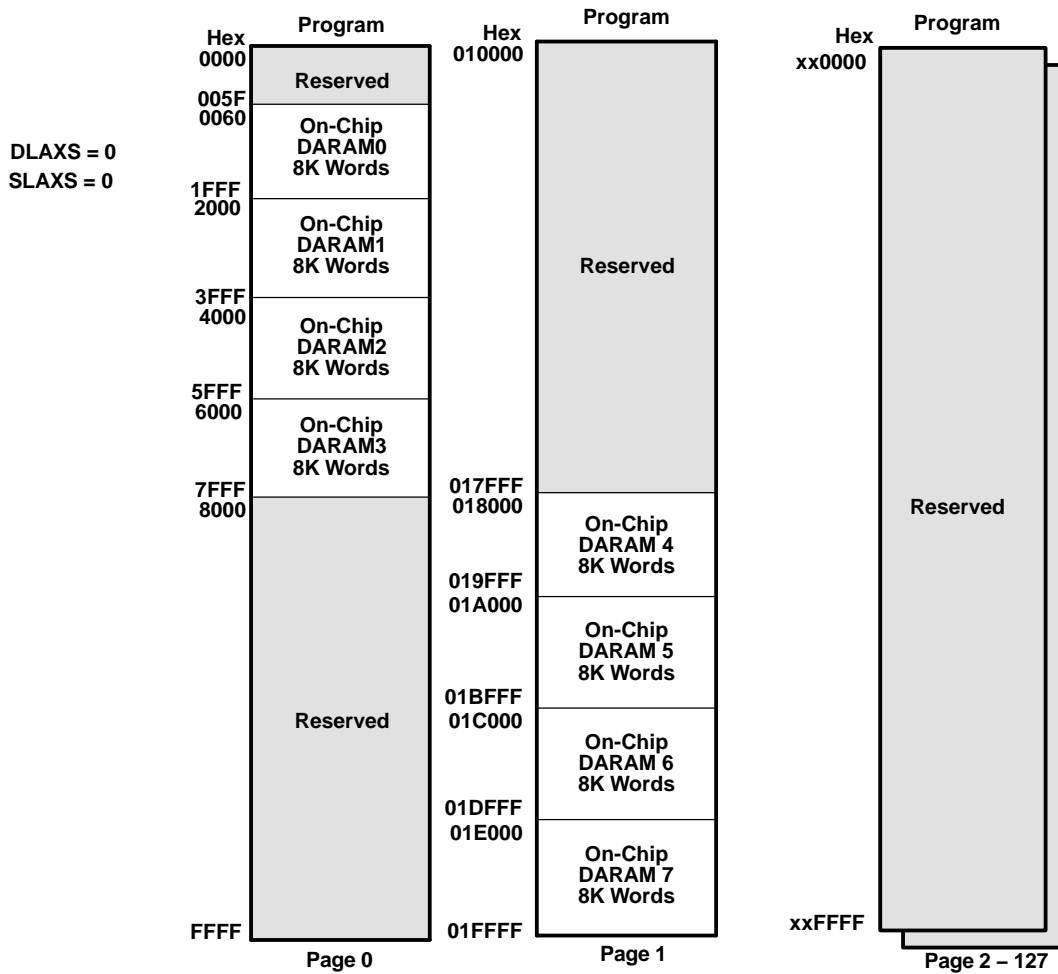 DLAXS = 0
SLAXS = 0
Hex
Program
0000
Reserved
005F
0060
On-Chip
DARAM0
8K Words
1FFF
2000
On-Chip
DARAM1
8K Words
3FFF
4000
On-Chip
DARAM2
8K Words
5FFF
6000
On-Chip
DARAM3
8K Words
7FFF
8000
Reserved
FFFF
Page 0
Hex
Program
010000
Reserved
017FFF
018000
On-Chip
DARAM 4
8K Words
019FFF
01A000
On-Chip
DARAM 5
8K Words
01BFFF
01C000
On-Chip
DARAM 6
8K Words
01DFFF
01E000
On-Chip
DARAM 7
8K Words
01FFFF
Page 1
Hex
Program
xx0000
Reserved
xxFFFF
Page 2 – 127